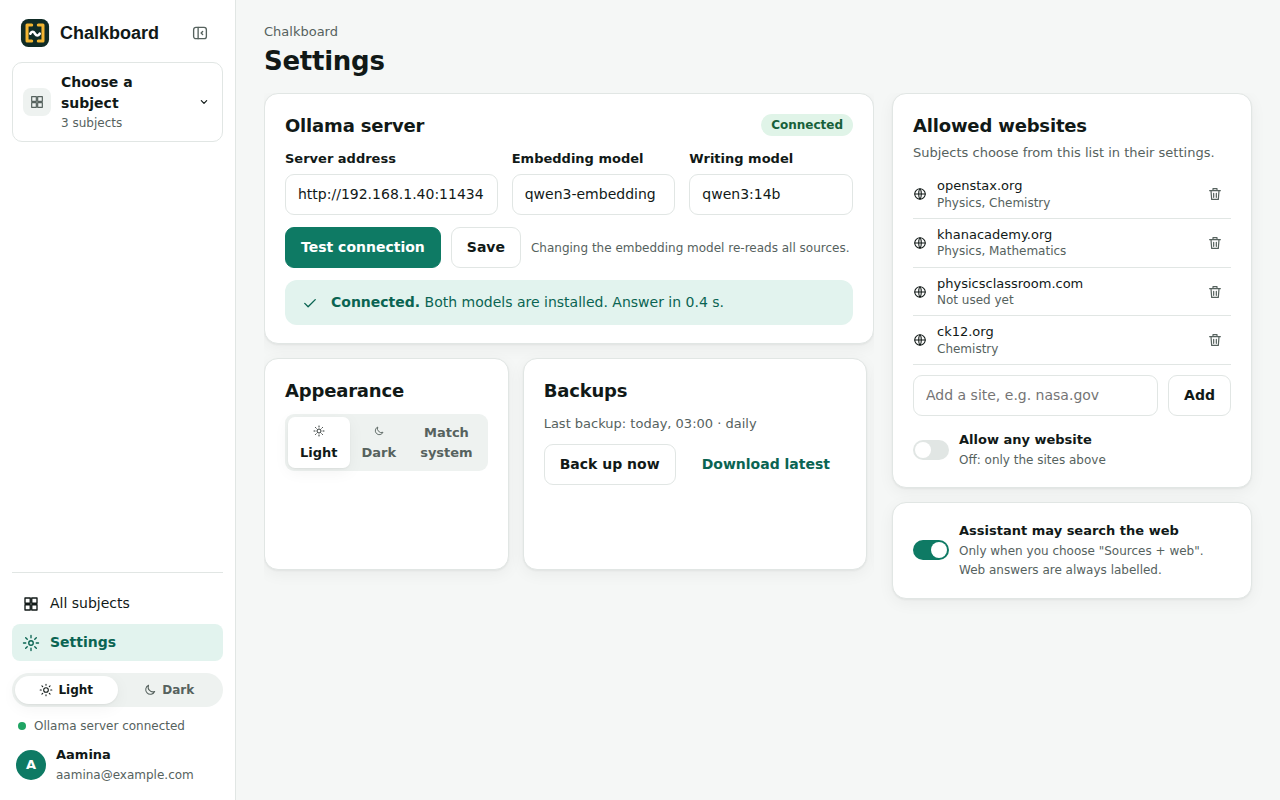 Chalkboard
Choose a
subject
3 subjects
All subjects
Settings
Light
Dark
Ollama server connected
A
Aamina
aamina@example.com
Chalkboard
Settings
Ollama server
Connected
Server address
Embedding model
Writing model
http://192.168.1.40:11434
qwen3-embedding
qwen3:14b
Test connection
Save
Changing the embedding model re-reads all sources.
Connected. Both models are installed. Answer in 0.4 s.
Appearance
Light
Dark
Match
system
Backups
Last backup: today, 03:00 · daily
Back up now
Download latest
Allowed websites
Subjects choose from this list in their settings.
openstax.org
Physics, Chemistry
khanacademy.org
Physics, Mathematics
physicsclassroom.com
Not used yet
ck12.org
Chemistry
Add a site, e.g. nasa.gov
Add
Allow any website
Off: only the sites above
Assistant may search the web
Only when you choose "Sources + web".
Web answers are always labelled.